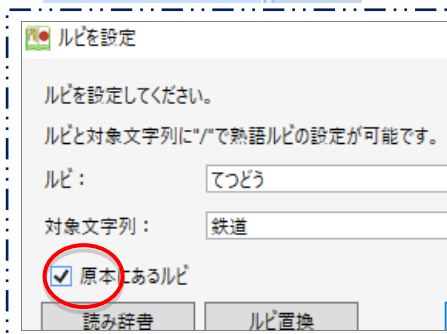 ルビを設定
ルビを設定してください。
ルビと対象文字列に"/"で熟語ルビの設定が可能です。
ルビ： てつどう
対象文字列： 鉄道
原本にあるルビ
読み辞書 ルビ置換